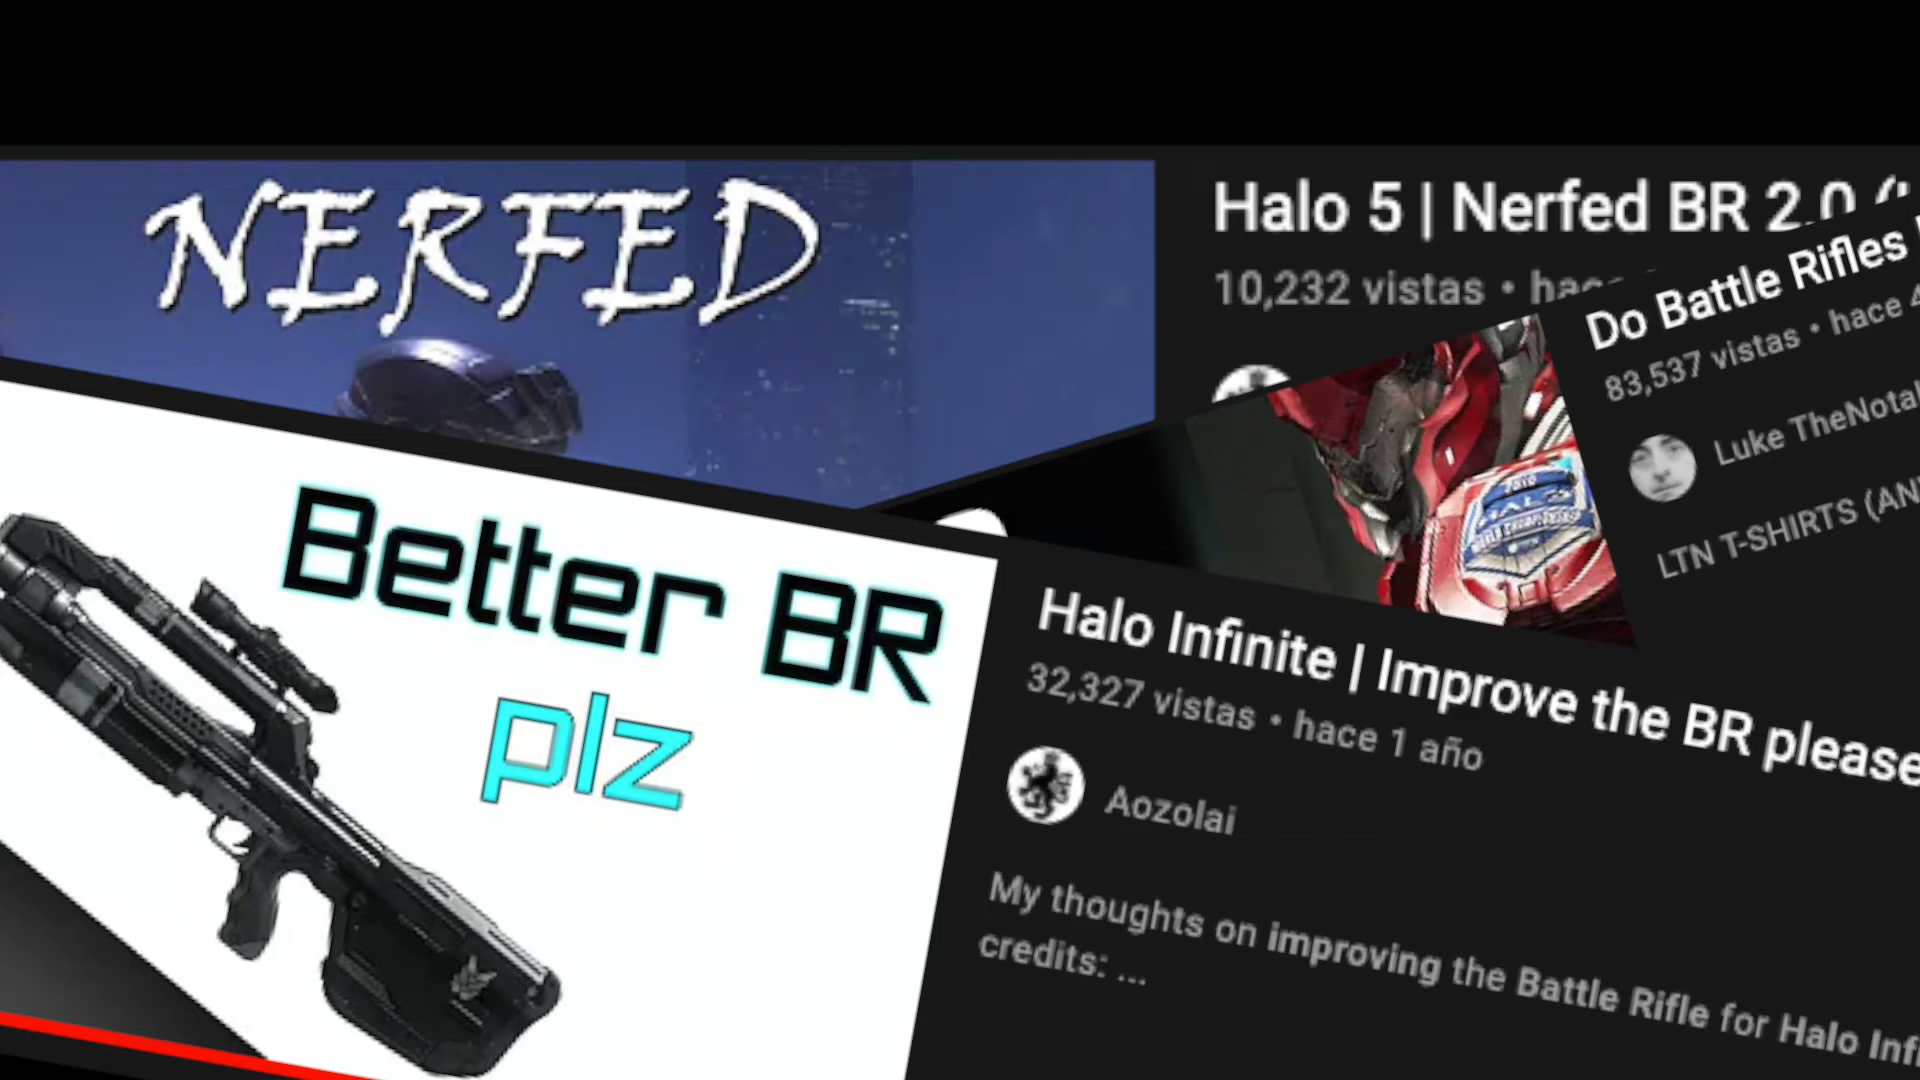 NERFED
Halo 5 | Nerfed BR 2.0
10,232 vistas •
Do Battle Rifles
83,537 vistas • hace
Luke TheNota
LTN T-SHIRTS
HALO
Better BR
plz
Halo Infinite | Improve the BR please
32,327 vistas • hace 1 año
Aozolai
My thoughts on improving the Battle Rifle for Halo Infi
credits: ...